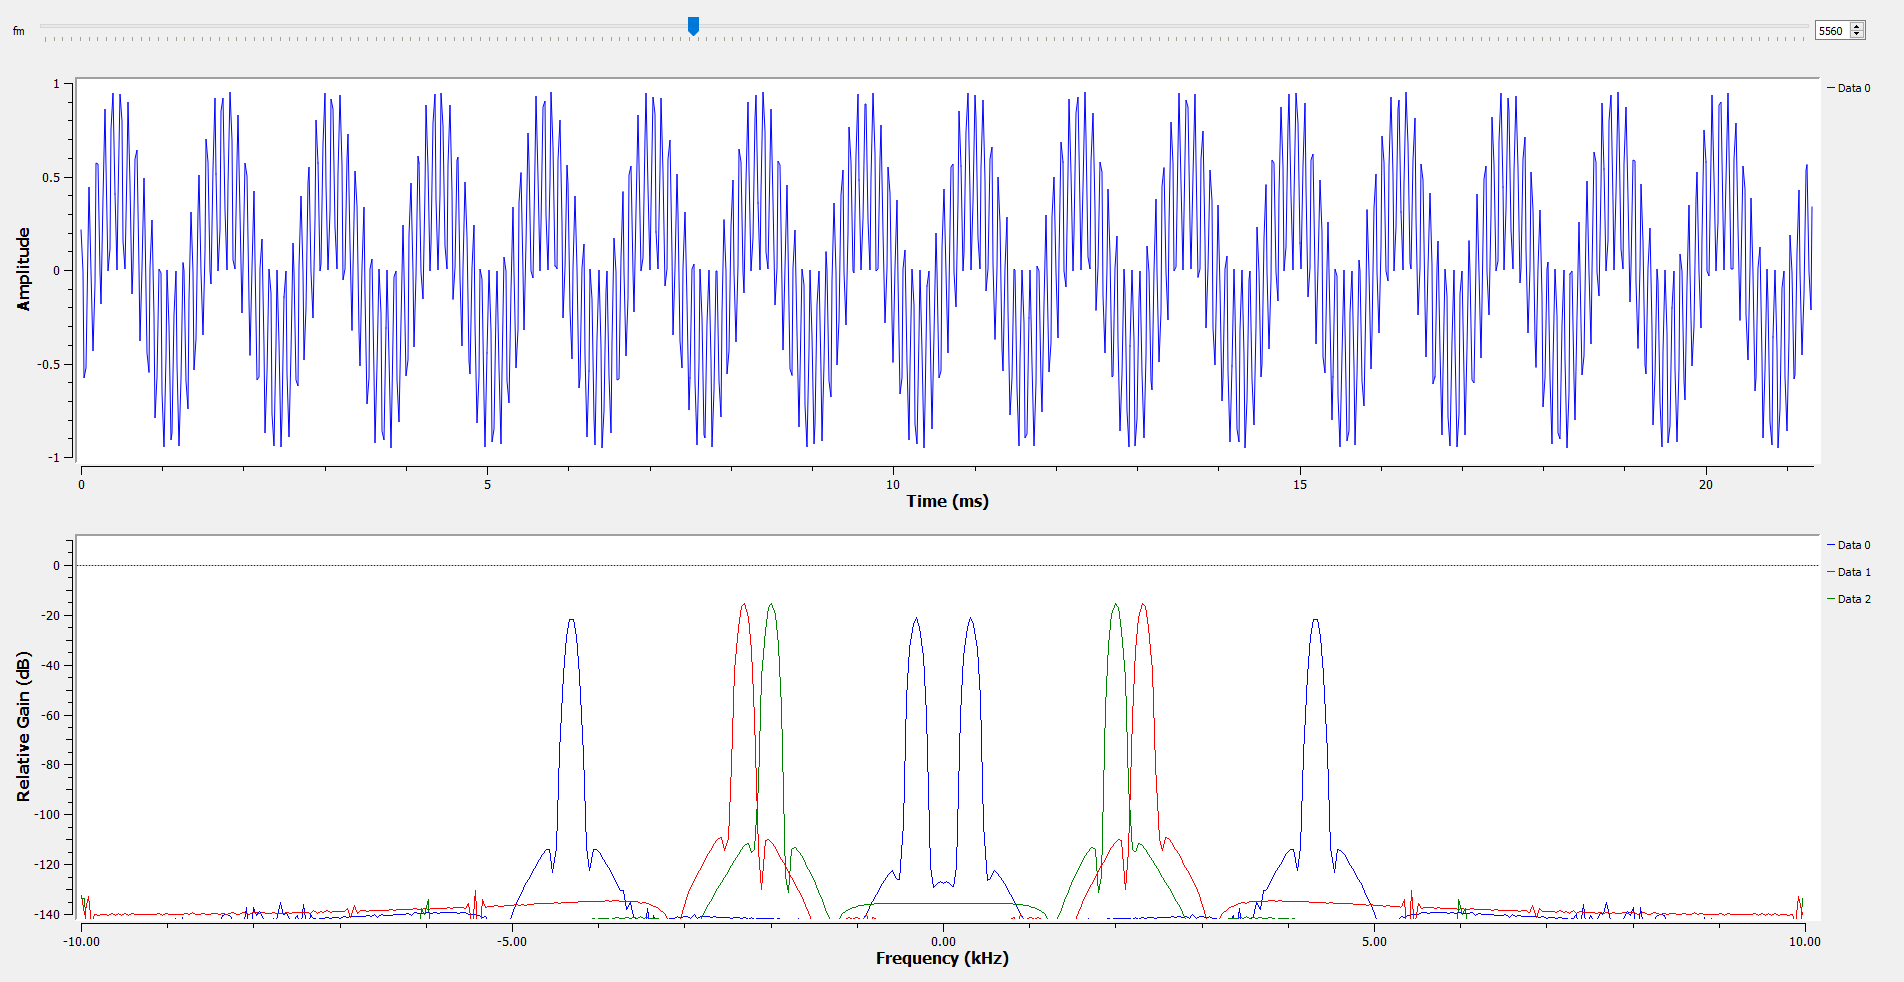 fm
5560
1
0.5
0
-0.5
-1
Amplitude
0
5
10
15
20
Time (ms)
Data 0
0
-20
-40
-60
-80
-100
-120
-140
Relative Gain (dB)
-10.00
-5.00
0.00
5.00
10.00
Frequency (kHz)
Data 0
Data 1
Data 2